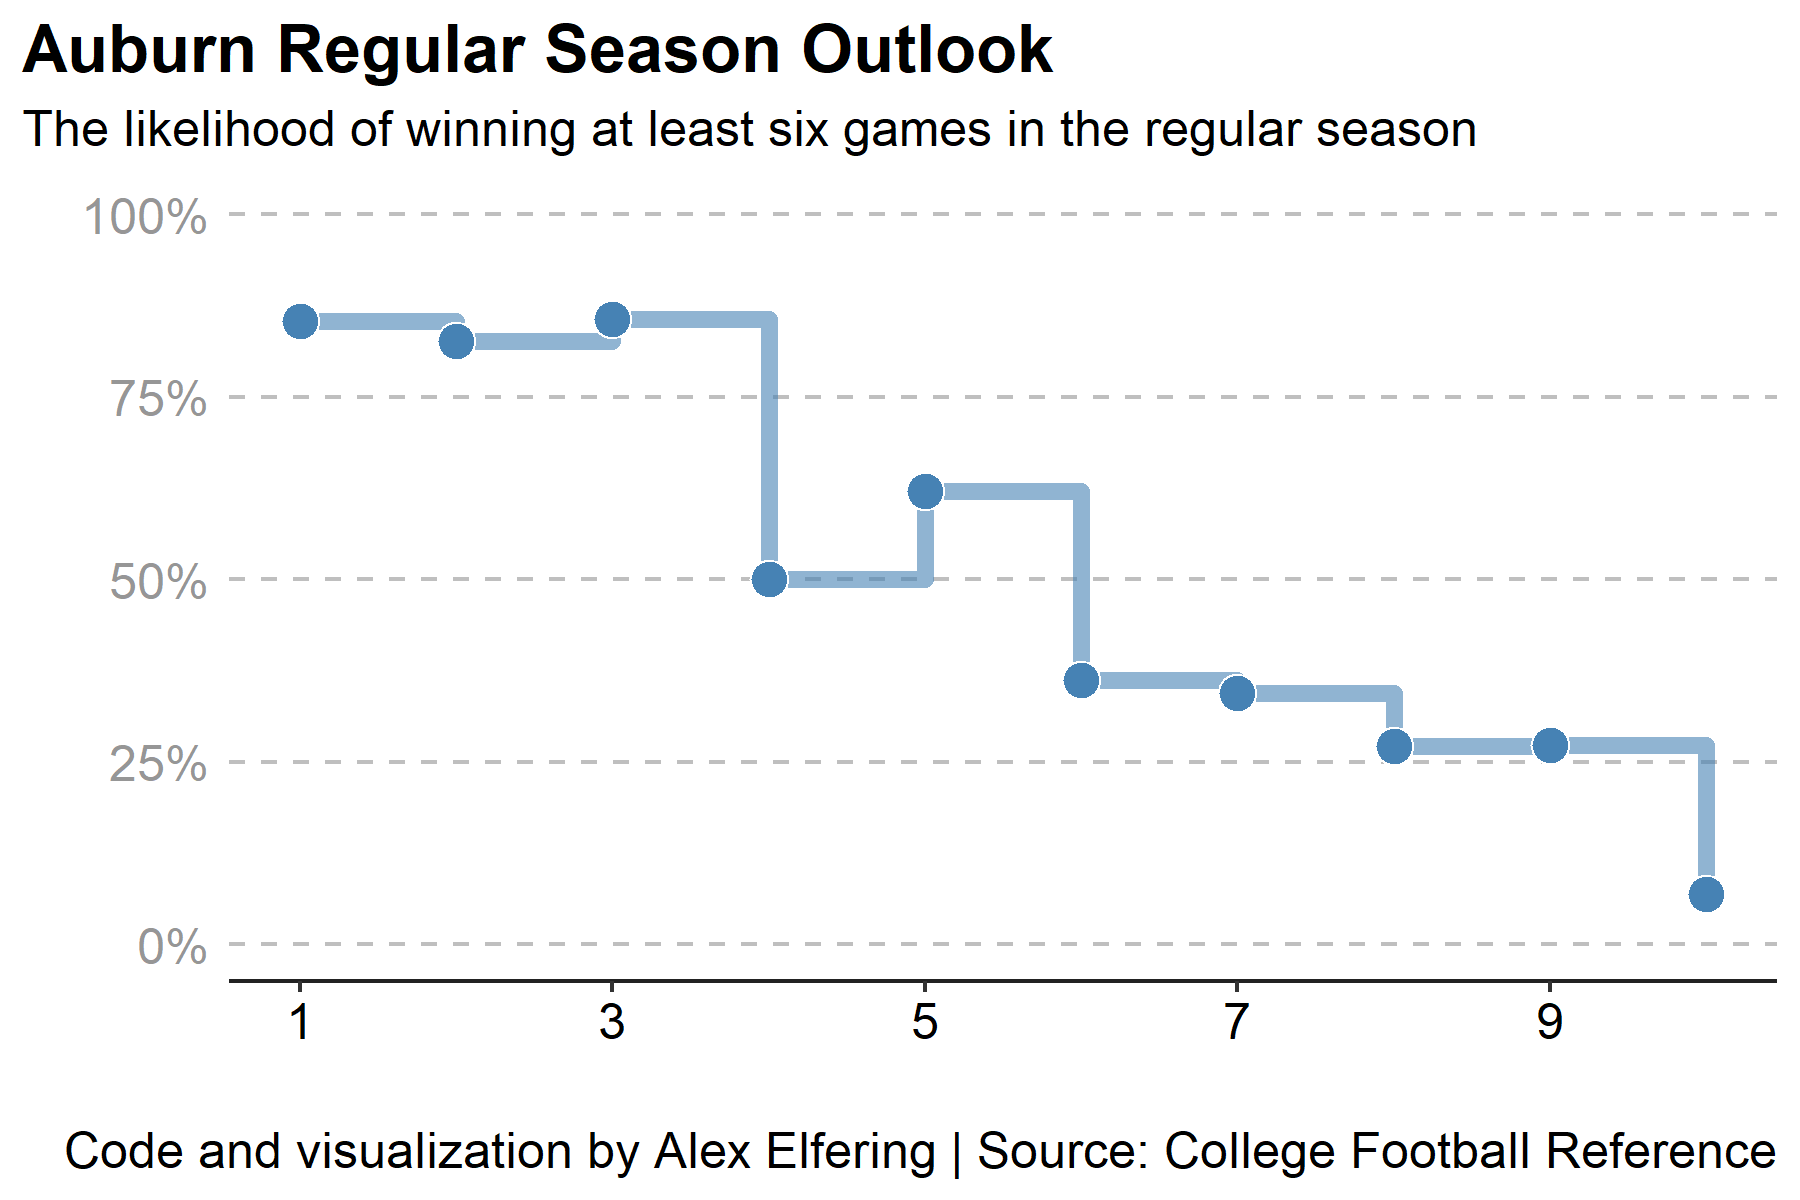 Auburn Regular Season Outlook
The likelihood of winning at least six games in the regular season
100%
75%
50%
25%
0%
1 3 5 7 9
Code and visualization by Alex Elfering | Source: College Football Reference